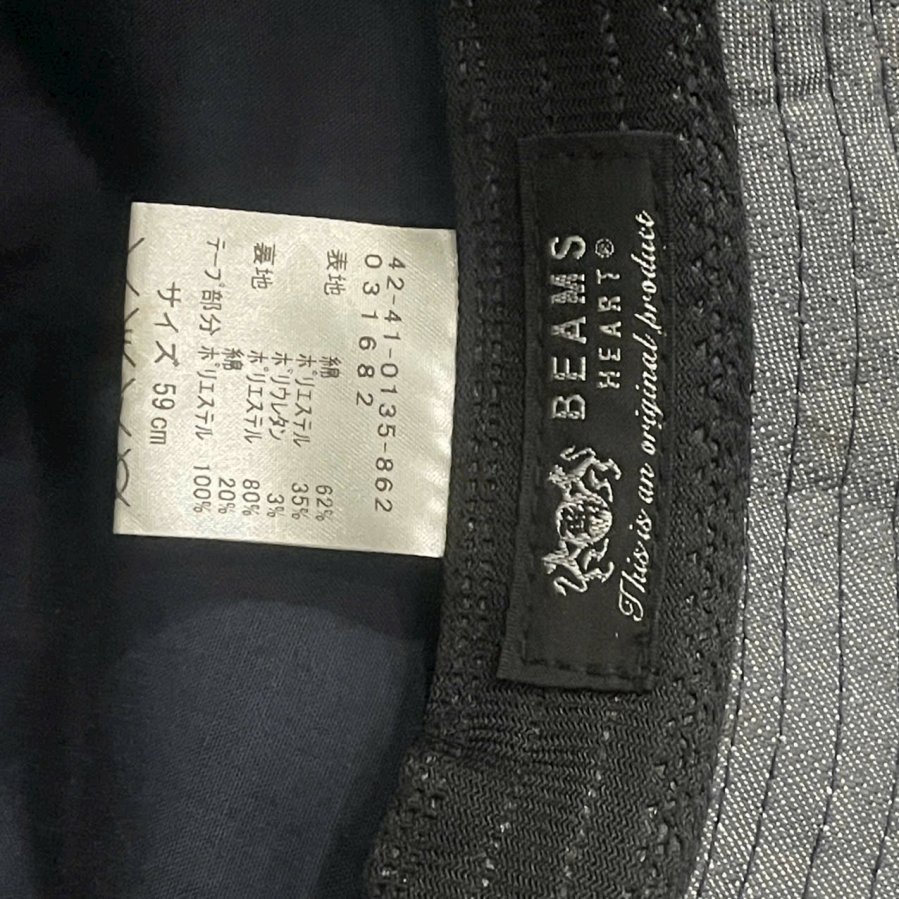 42-41-0135-862
031682
表地 綿 62%
ポリエステル 35%
ポリウレタン 3%
裏地 ポリエステル 80%
綿 20%
テープ部分 ポリエステル 100%
サイズ 59cm
BEAMS
HEART®
This is an original product